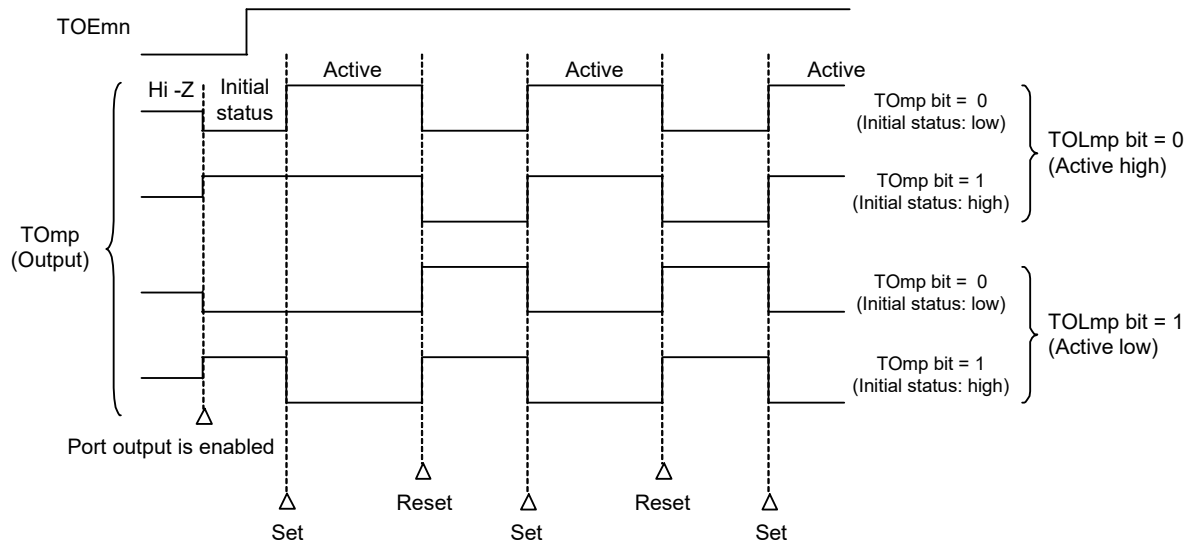 TOEmn
Active
Active
Active
Hi -Z
Initial
status
TOmp bit = 0
(Initial status: low)
TOLmp bit = 0
(Active high)
TOmp bit = 1
(Initial status: high)
TOmp
(Output)
TOmp bit = 0
(Initial status: low)
TOLmp bit = 1
(Active low)
TOmp bit = 1
(Initial status: high)
Port output is enabled
Reset
Reset
Set
Set
Set